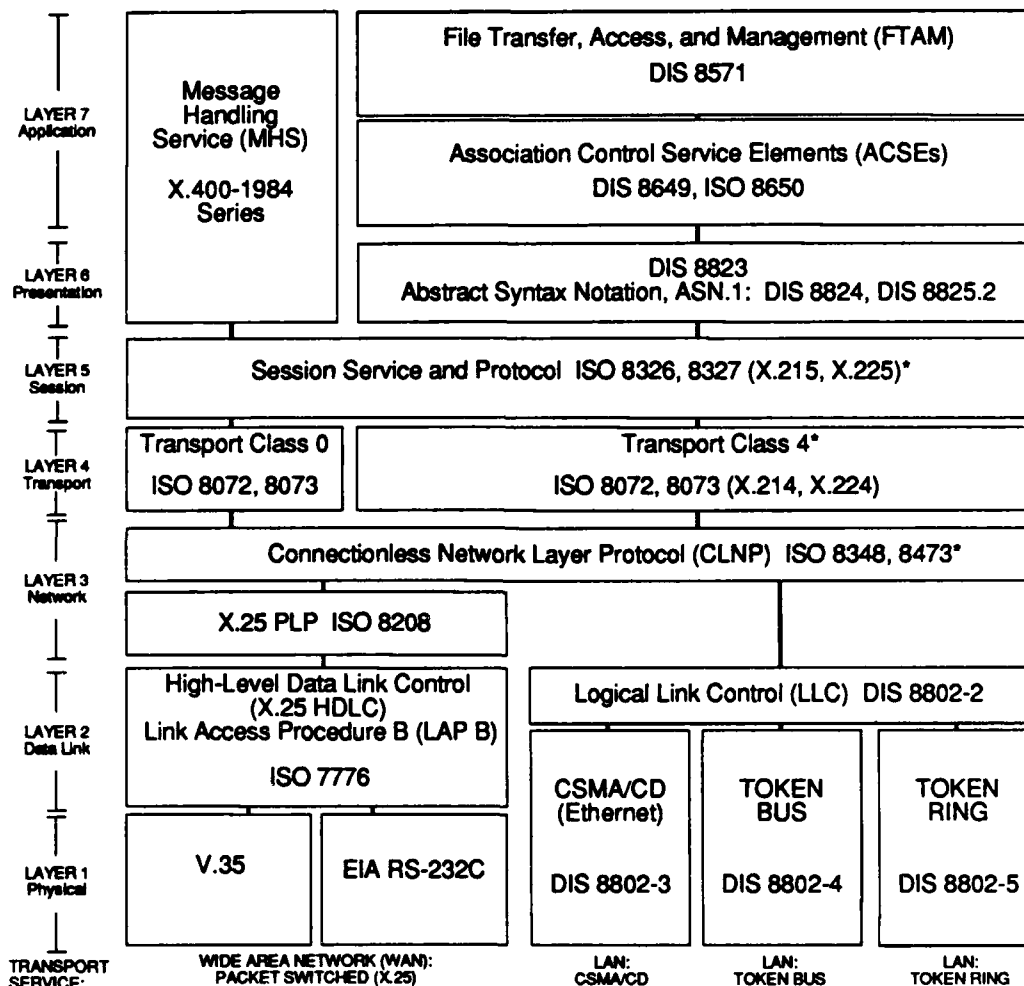 LAYER 7
Application
Message
Handling
Service (MHS)
X.400-1984
Series
File Transfer, Access, and Management (FTAM)
DIS 8571
Association Control Service Elements (ACSEs)
DIS 8649, ISO 8650
LAYER 6
Presentation
DIS 8823
Abstract Syntax Notation, ASN.1: DIS 8824, DIS 8825.2
LAYER 5
Session
Session Service and Protocol ISO 8326, 8327 (X.215, X.225)*
LAYER 4
Transport
Transport Class 0
ISO 8072, 8073
Transport Class 4*
ISO 8072, 8073 (X.214, X.224)
LAYER 3
Network
Connectionless Network Layer Protocol (CLNP) ISO 8348, 8473*
X.25 PLP ISO 8208
LAYER 2
Data Link
High-Level Data Link Control
(X.25 HDLC)
Link Access Procedure B (LAP B)
ISO 7776
Logical Link Control (LLC) DIS 8802-2
CSMA/CD
(Ethernet)
DIS 8802-3
TOKEN
BUS
DIS 8802-4
TOKEN
RING
DIS 8802-5
LAYER 1
Physical
V.35
EIA RS-232C
TRANSPORT
SERVICE:
WIDE AREA NETWORK (WAN):
PACKET SWITCHED (X.25)
LAN:
CSMA/CD
LAN:
TOKEN BUS
LAN:
TOKEN RING